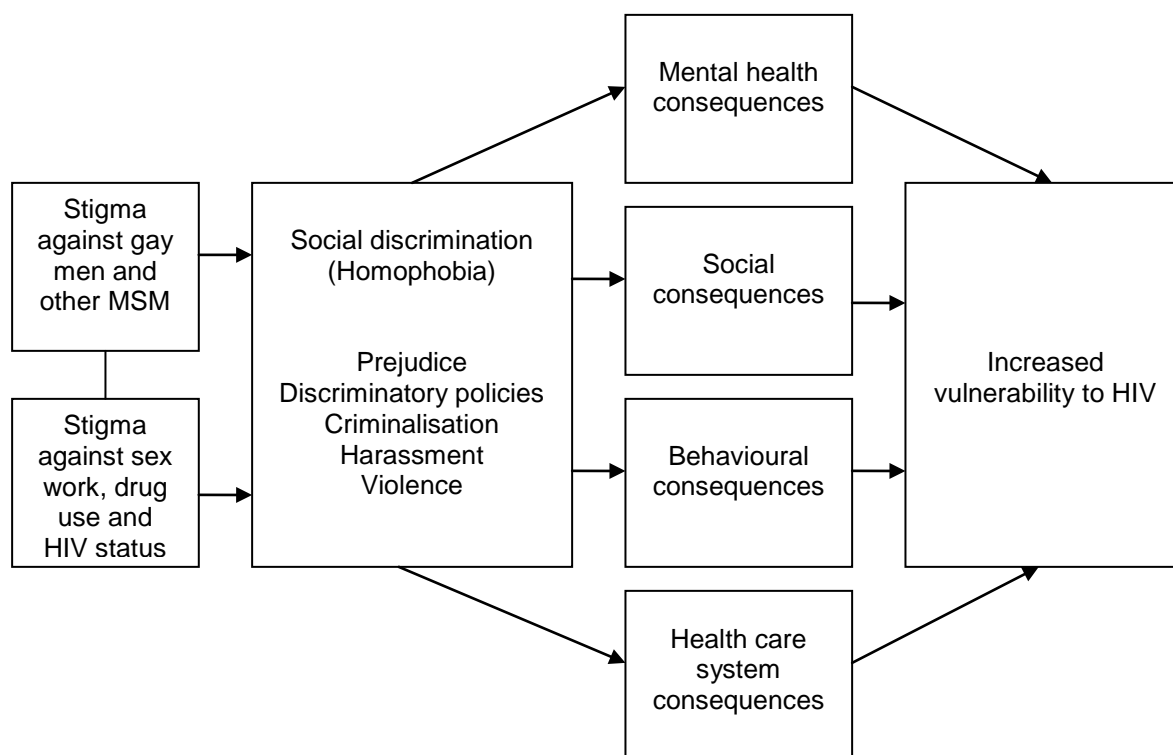 Stigma
against gay
men and
other MSM
Stigma
against sex
work, drug
use and
HIV status
Social discrimination
(Homophobia)
Prejudice
Discriminatory policies
Criminalisation
Harassment
Violence
Mental health
consequences
Social
consequences
Behavioural
consequences
Health care
system
consequences
Increased
vulnerability to HIV